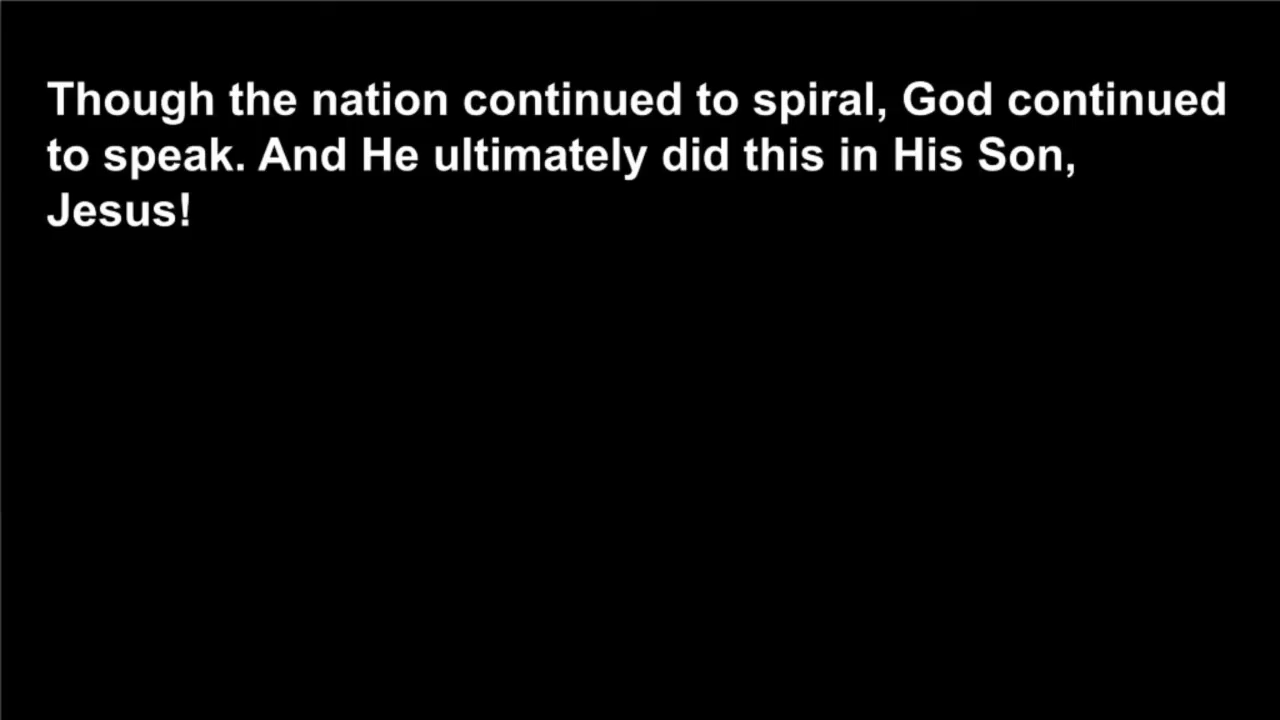 Though the nation continued to spiral, God continued
to speak. And He ultimately did this in His Son,
Jesus!